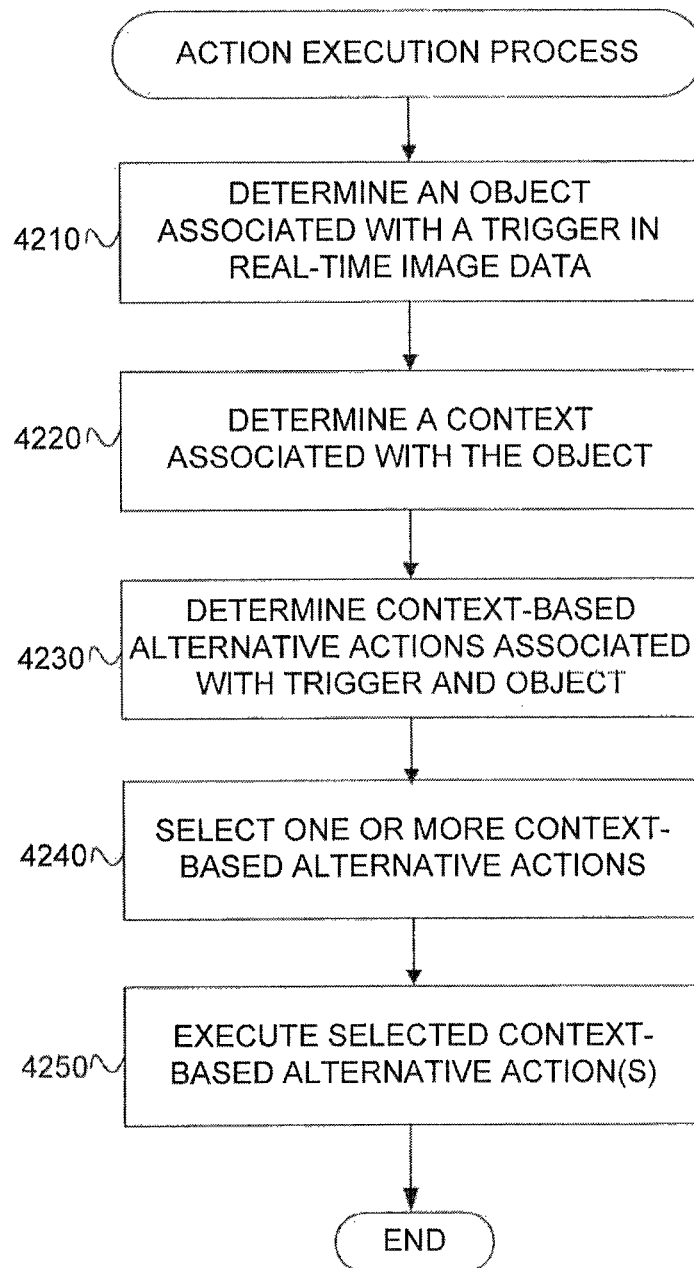 ACTION EXECUTION PROCESS
4210
DETERMINE AN OBJECT
ASSOCIATED WITH A TRIGGER IN
REAL-TIME IMAGE DATA
4220
DETERMINE A CONTEXT
ASSOCIATED WITH THE OBJECT
4230
DETERMINE CONTEXT-BASED
ALTERNATIVE ACTIONS ASSOCIATED
WITH TRIGGER AND OBJECT
4240
SELECT ONE OR MORE CONTEXT-
BASED ALTERNATIVE ACTIONS
4250
EXECUTE SELECTED CONTEXT-
BASED ALTERNATIVE ACTION(S)
END